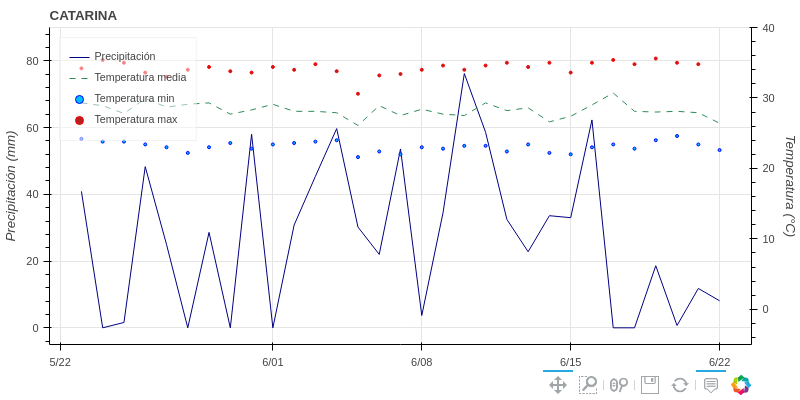 CATARINA
Precipitación
Temperatura media
Temperatura min
Temperatura max
Precipitación (mm)
80
60
40
20
0
40
30
20
10
0
Temperatura (°C)
5/22
6/01
6/08
6/15
6/22